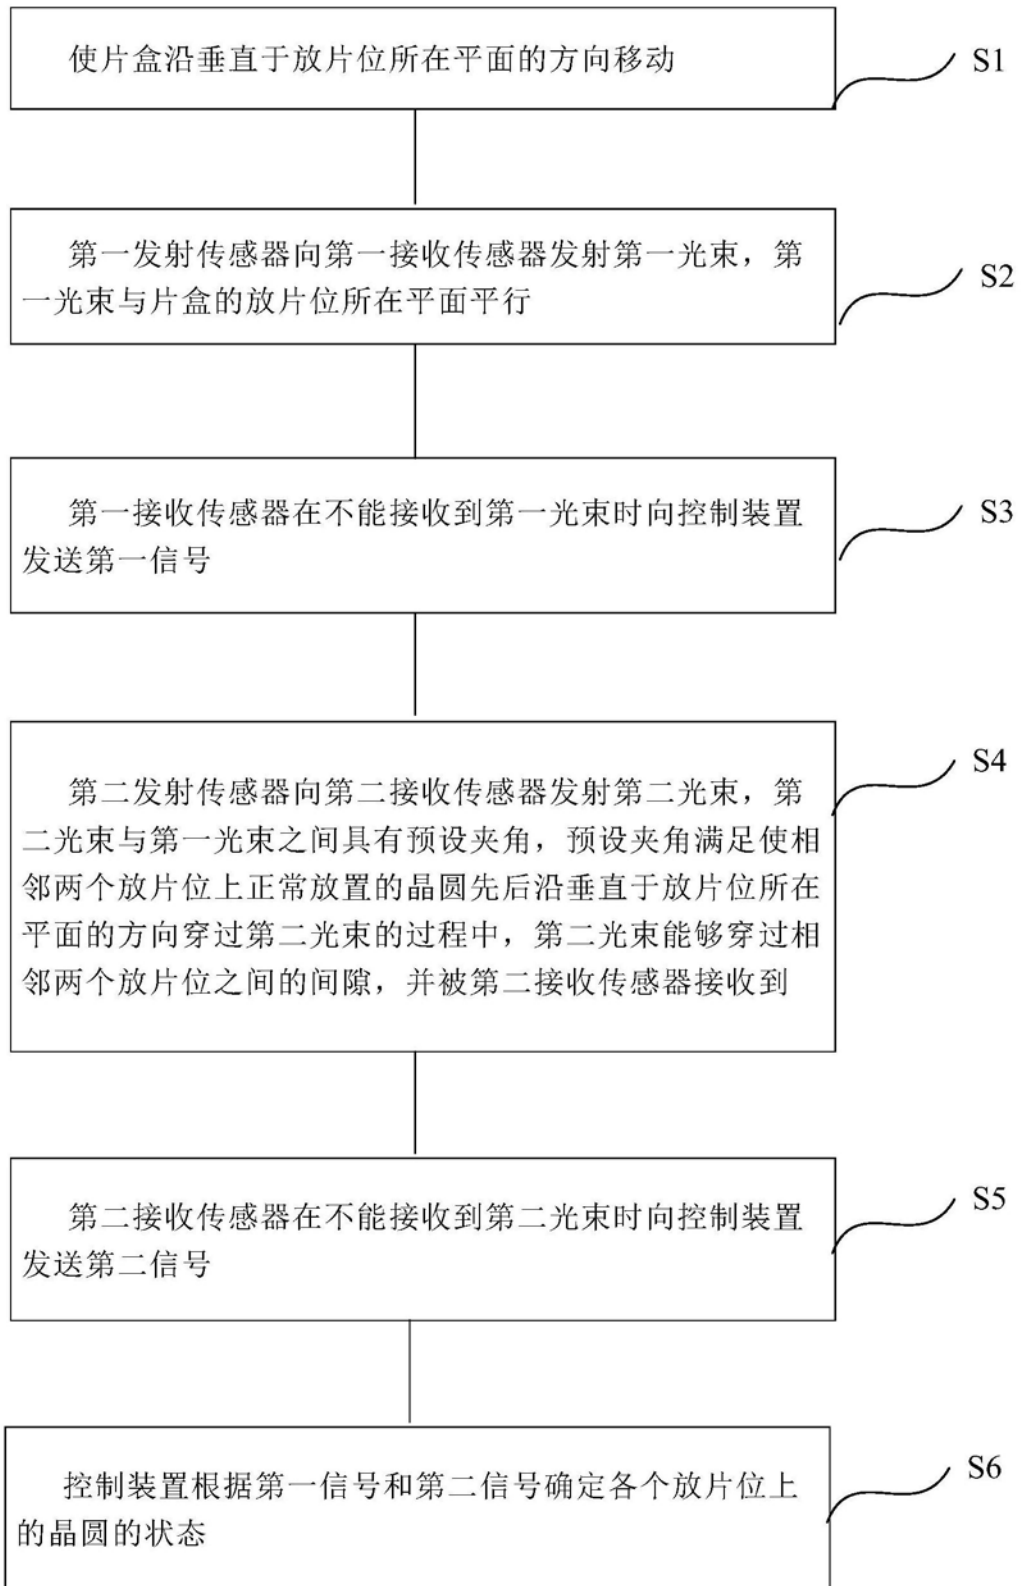 使片盒沿垂直于放片位所在平面的方向移动
S1
第一发射传感器向第一接收传感器发射第一光束，第
一光束与片盒的放片位所在平面平行
S2
第一接收传感器在不能接收到第一光束时向控制装置
发送第一信号
S3
第二发射传感器向第二接收传感器发射第二光束，第
二光束与第一光束之间具有预设夹角，预设夹角满足使相
邻两个放片位上正常放置的晶圆先后沿垂直于放片位所在
平面的方向穿过第二光束的过程中，第二光束能够穿过相
邻两个放片位之间的间隙，并被第二接收传感器接收到
S4
第二接收传感器在不能接收到第二光束时向控制装置
发送第二信号
S5
控制装置根据第一信号和第二信号确定各个放片位上
的晶圆的状态
S6